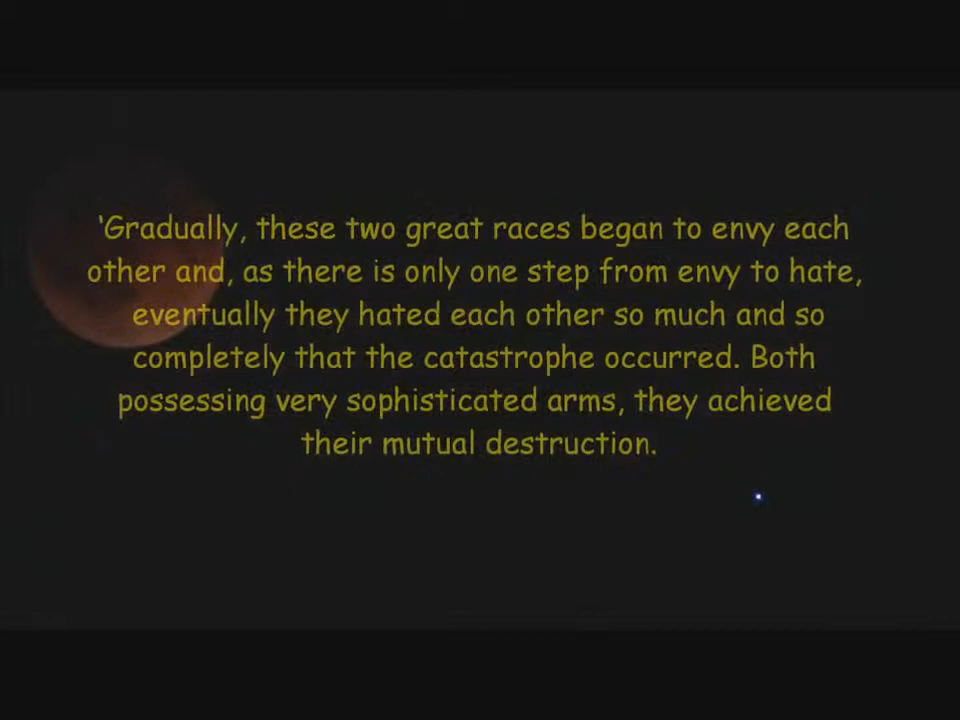 ‘Gradually, these two great races began to envy each
other and, as there is only one step from envy to hate,
eventually they hated each other so much and so
completely that the catastrophe occurred. Both
possessing very sophisticated arms, they achieved
their mutual destruction.